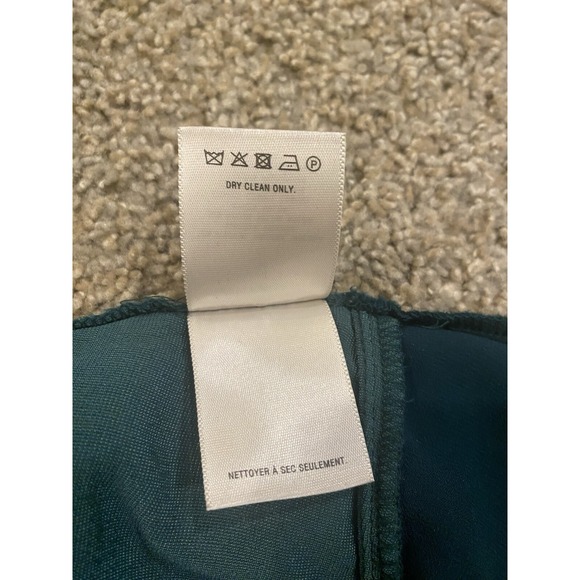 P
DRY CLEAN ONLY.
NETTOYER À SEC SEULEMENT.